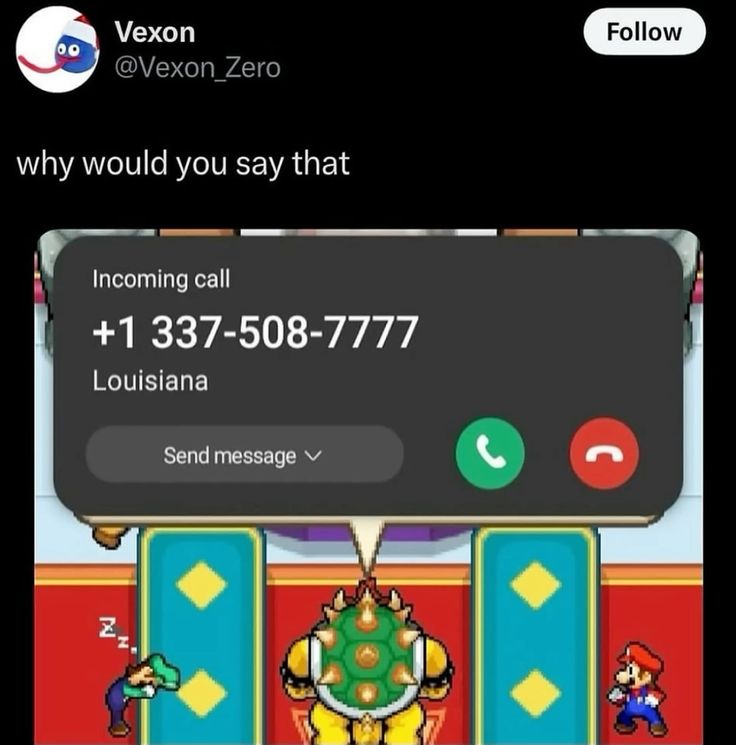 Vexon
@Vexon_Zero
Follow
why would you say that
Incoming call
+1 337-508-7777
Louisiana
Send message
Z
z